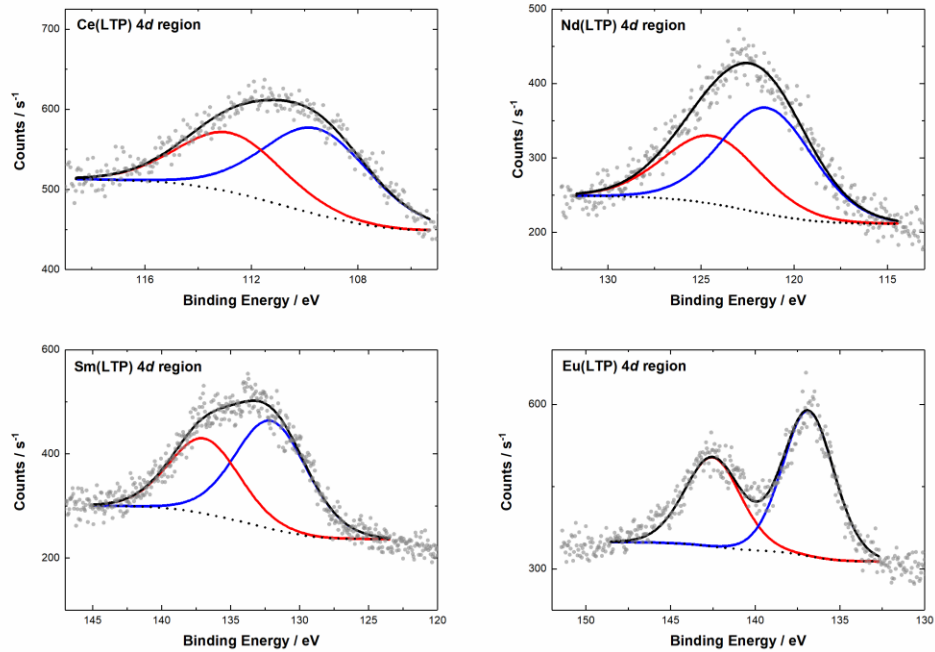 Ce(LTP) 4d region
700
600
500
400
Counts / s-1
116
112
108
Binding Energy / eV
Nd(LTP) 4d region
500
400
300
200
Counts / s-1
130
125
120
115
Binding Energy / eV
Sm(LTP) 4d region
600
400
200
Counts / s-1
145
140
135
130
125
120
Binding Energy / eV
Eu(LTP) 4d region
600
300
Counts / s-1
150
145
140
135
130
Binding Energy / eV